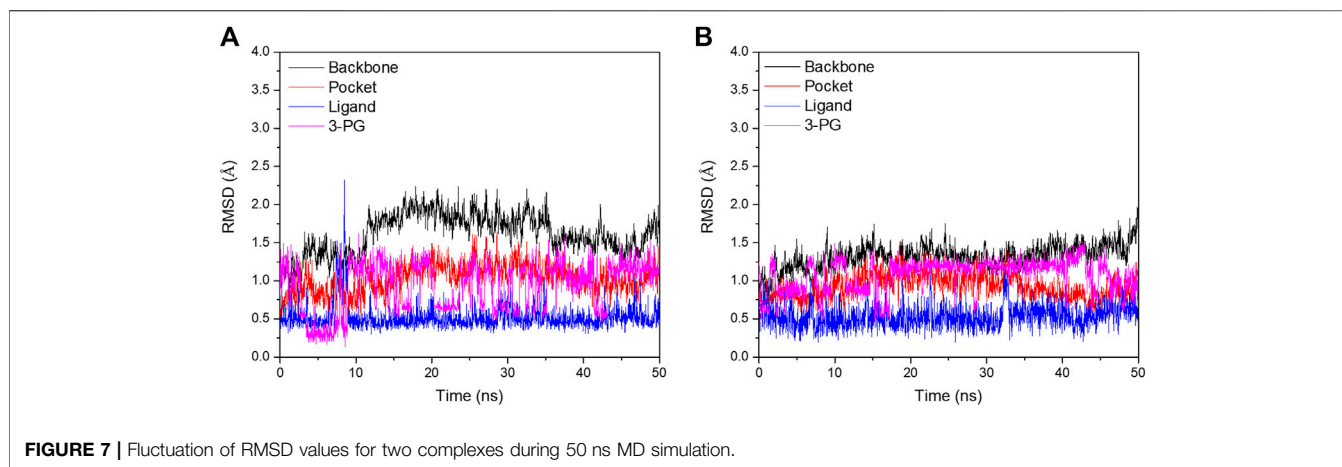 A
4.0
3.5
3.0
2.5
2.0
1.5
1.0
0.5
0.0
RMSD (Å)
Backbone
Pocket
Ligand
3-PG
0 10 20 30 40 50
Time (ns)
B
4.0
3.5
3.0
2.5
2.0
1.5
1.0
0.5
0.0
RMSD (Å)
Backbone
Pocket
Ligand
3-PG
0 10 20 30 40 50
Time (ns)
FIGURE 7 | Fluctuation of RMSD values for two complexes during 50 ns MD simulation.